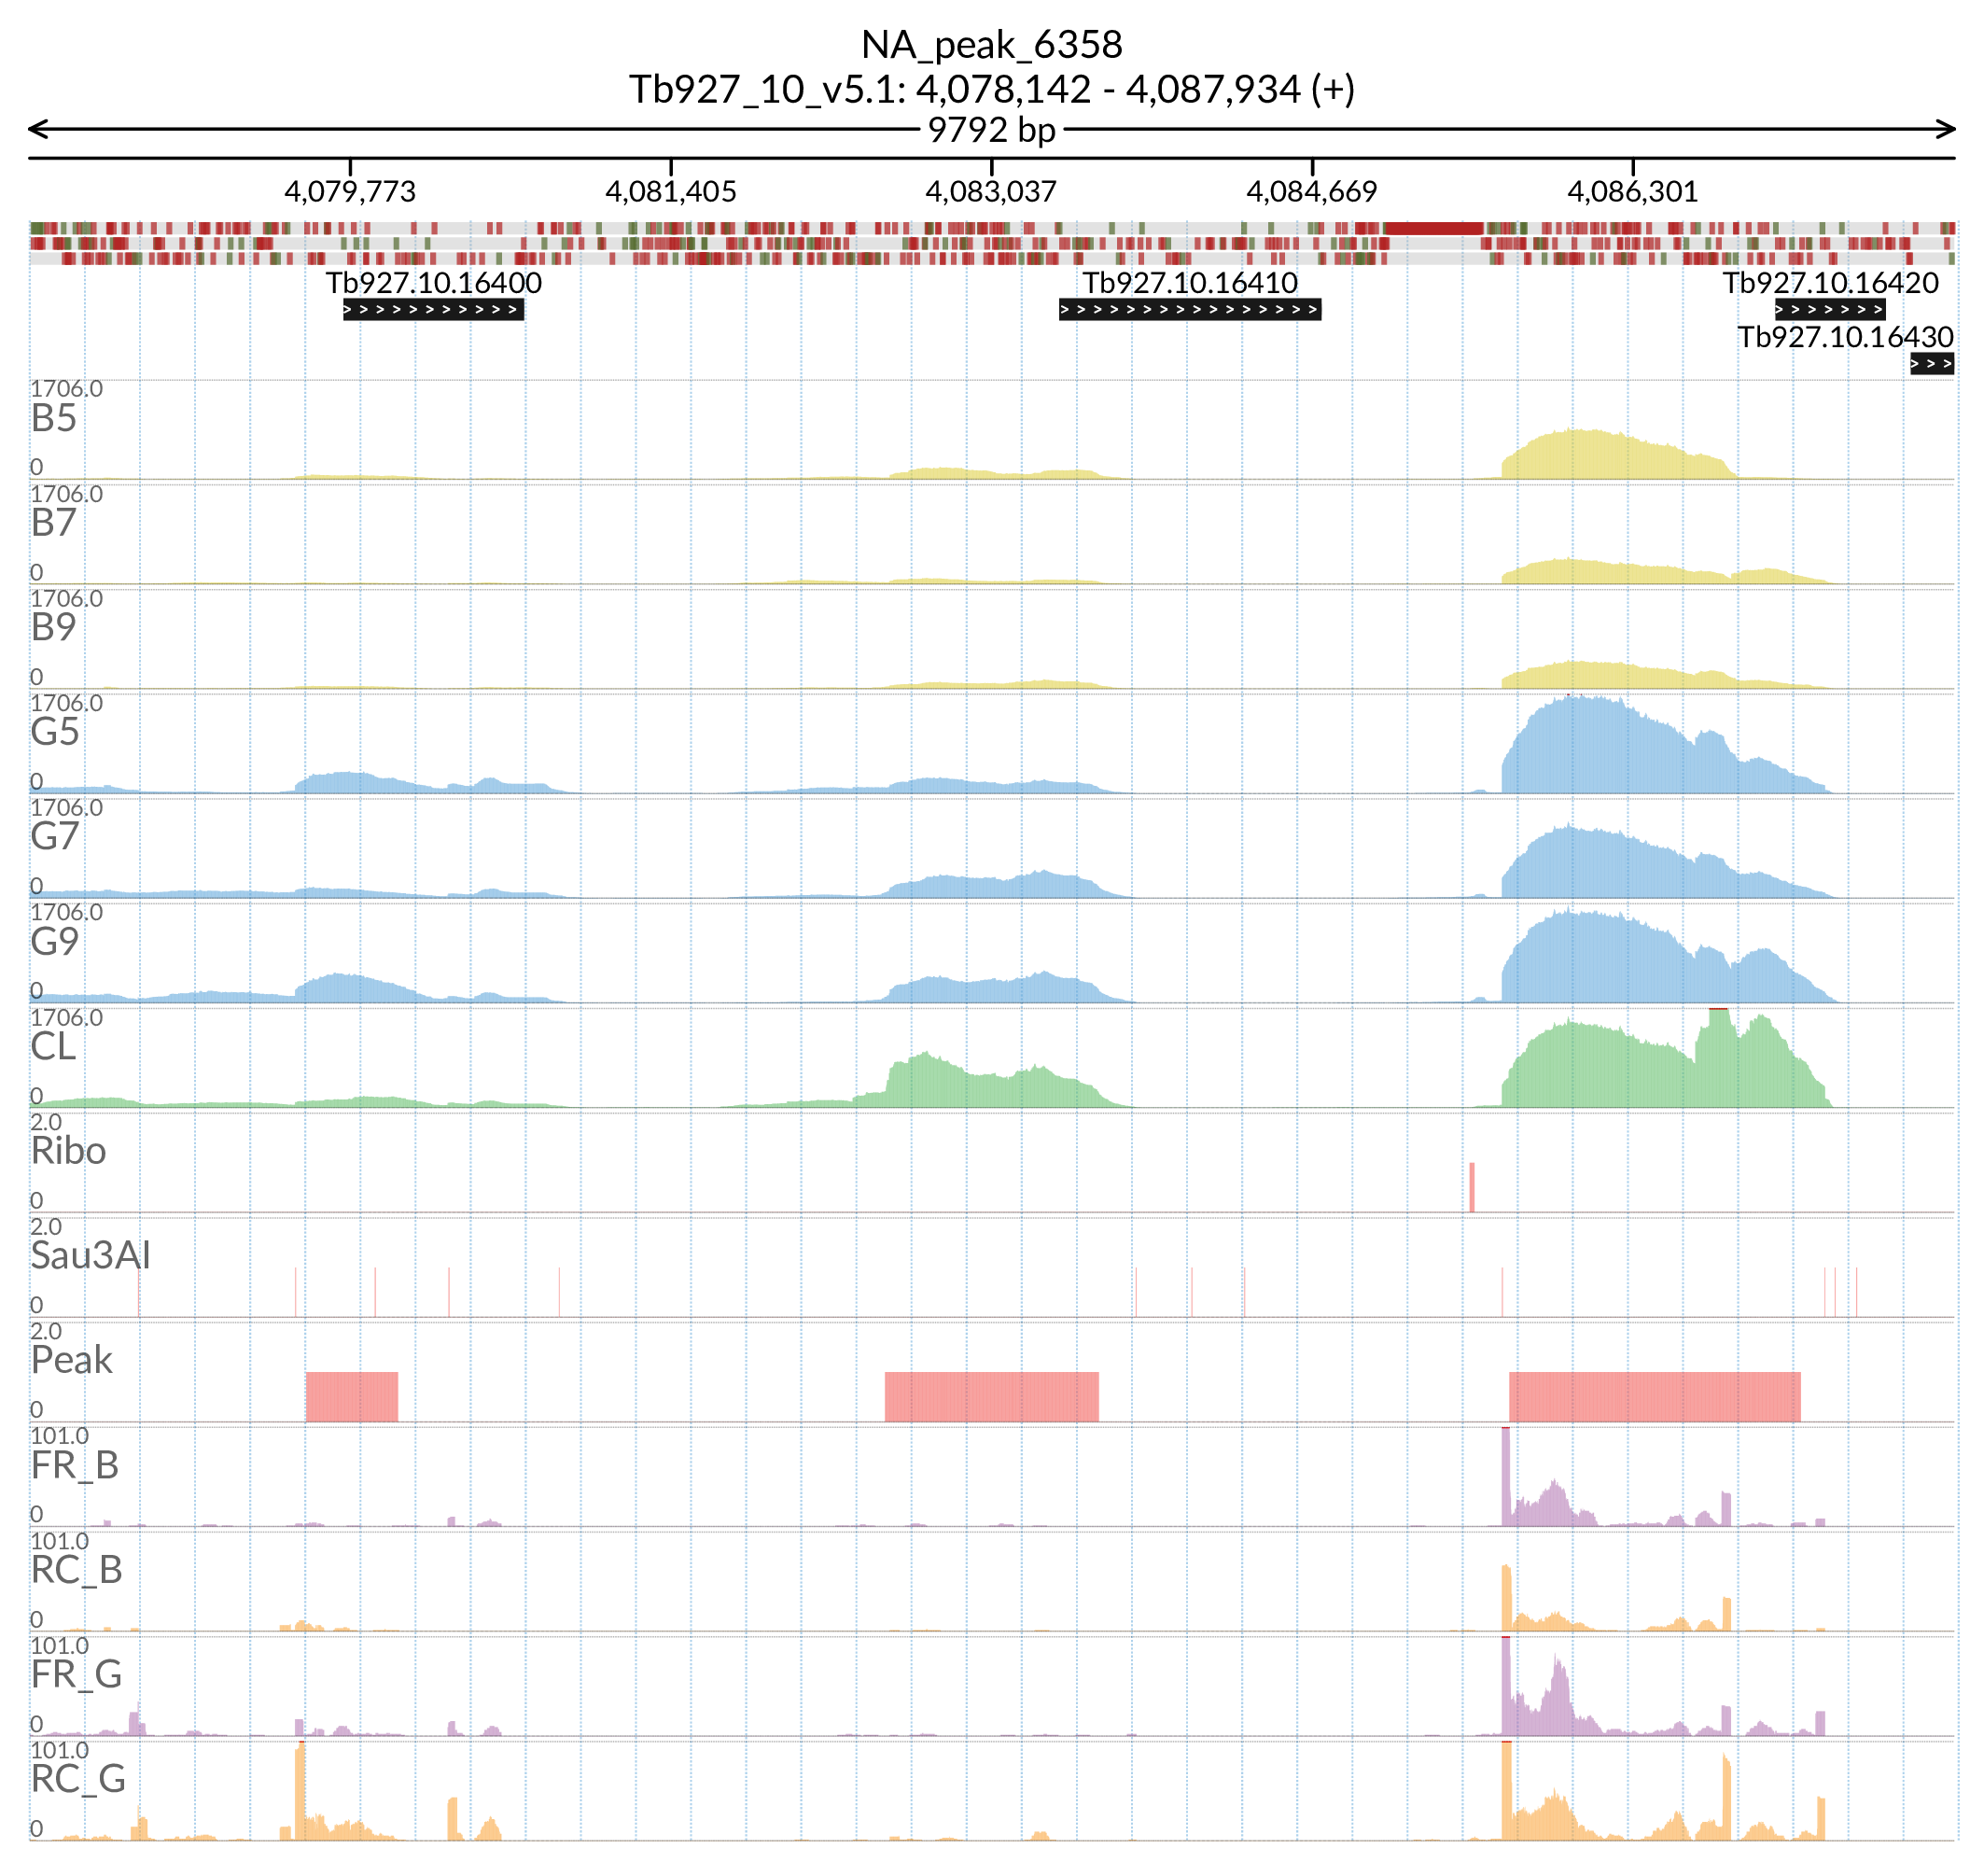 NA_peak_6358
Tb927_10_v5.1: 4,078,142 - 4,087,934 (+)
9792 bp
4,079,773 4,081,405 4,083,037 4,084,669 4,086,301
Tb927.10.16400 Tb927.10.16410 Tb927.10.16420
Tb927.10.16430
1706.0
B5
0
1706.0
B7
0
1706.0
B9
0
1706.0
G5
0
1706.0
G7
0
1706.0
G9
0
1706.0
CL
0
2.0
Ribo
0
2.0
Sau3AI
0
2.0
Peak
0
101.0
FR_B
0
101.0
RC_B
0
101.0
FR_G
0
101.0
RC_G
0